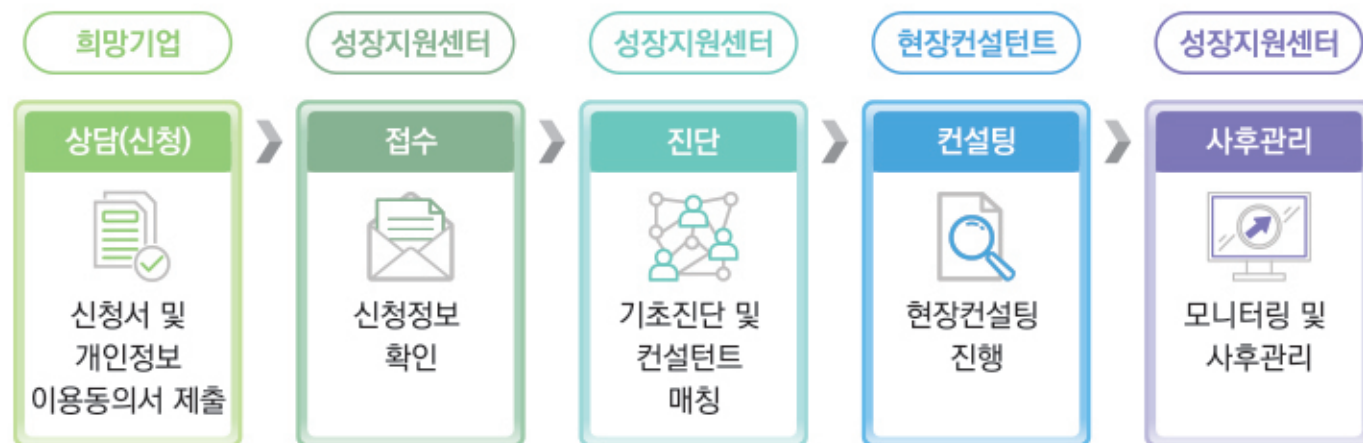 희망기업
성장지원센터
성장지원센터
현장컨설턴트
성장지원센터
상담(신청)
접수
진단
컨설팅
사후관리
신청서 및
개인정보
이용동의서 제출
신청정보
확인
기초진단 및
컨설턴트
매칭
현장컨설팅
진행
모니터링 및
사후관리